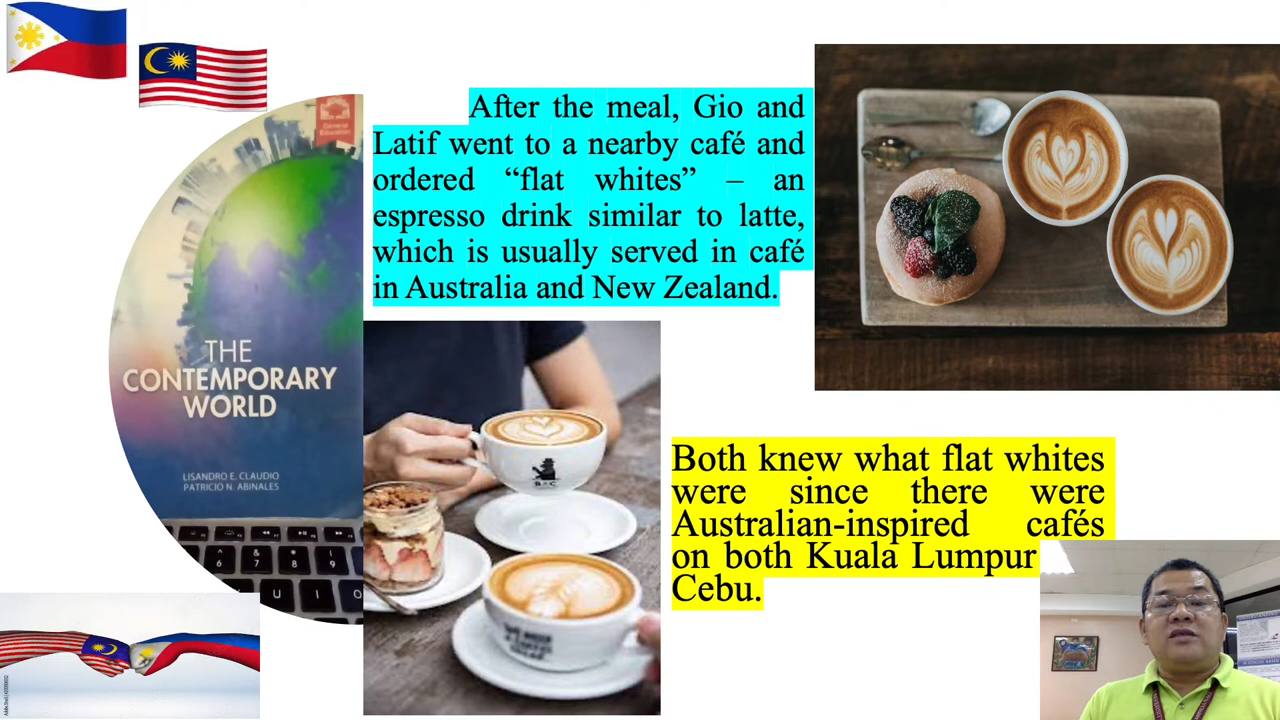 General
Education
THE
CONTEMPORARY
WORLD
LISANDRO E. CLAUDIO
PATRICIO N. ABINALES
After the meal, Gio and
Latif went to a nearby café and
ordered “flat whites” – an
espresso drink similar to latte,
which is usually served in café
in Australia and New Zealand.
Both knew what flat whites
were since there were
Australian-inspired cafés
on both Kuala Lumpur
Cebu.